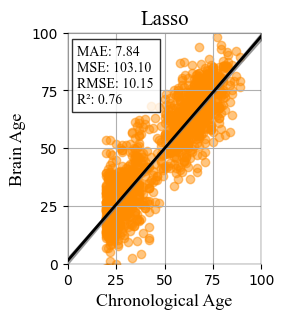 Lasso
MAE: 7.84
MSE: 103.10
RMSE: 10.15
R²: 0.76
100
75
50
25
0
Brain Age
0 25 50 75 100
Chronological Age